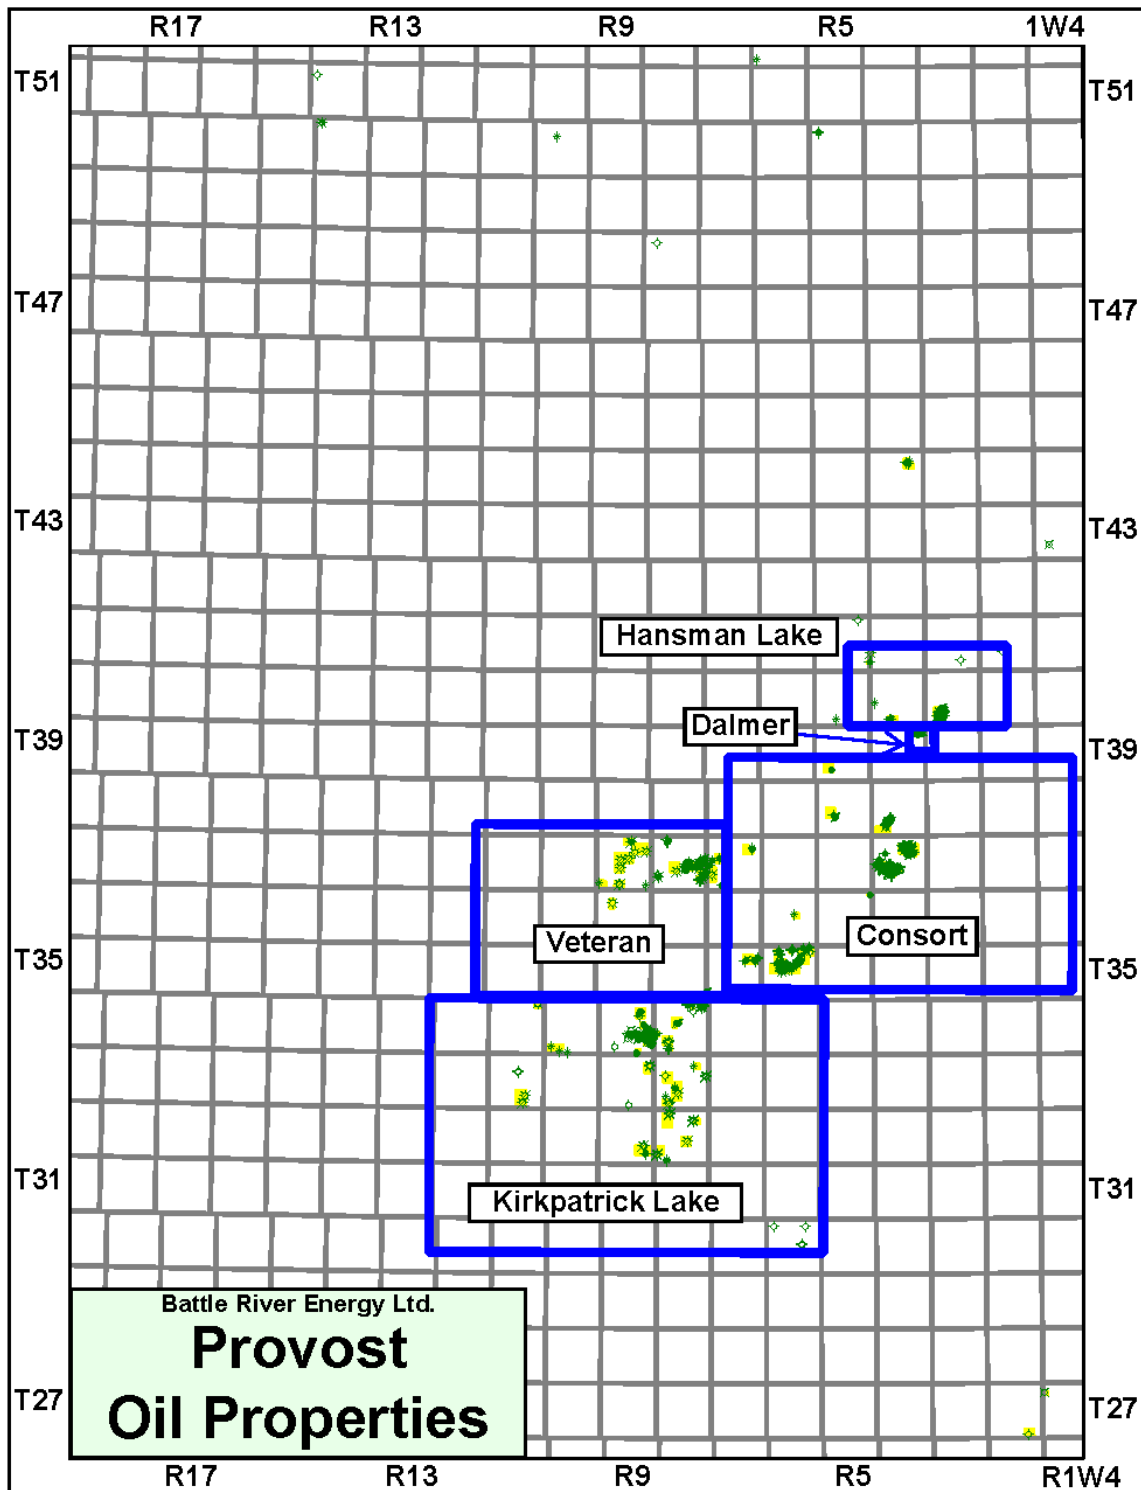 R17 R13 R9 R5 1W4
T51 T51
T47 T47
T43 T43
Hansman Lake
Dalmer
T39 T39
Veteran Consort
T35 T35
T31 T31
Kirkpatrick Lake
Battle River Energy Ltd.
Provost
Oil Properties
T27 T27
R17 R13 R9 R5 R1W4